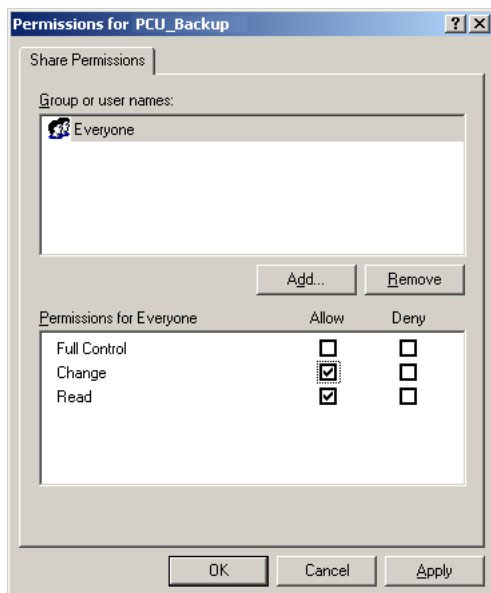 Permissions for PCU_Backup
Share Permissions
Group or user names:
Everyone
Add... Remove
Permissions for Everyone Allow Deny
Full Control
Change
Read
OK Cancel Apply